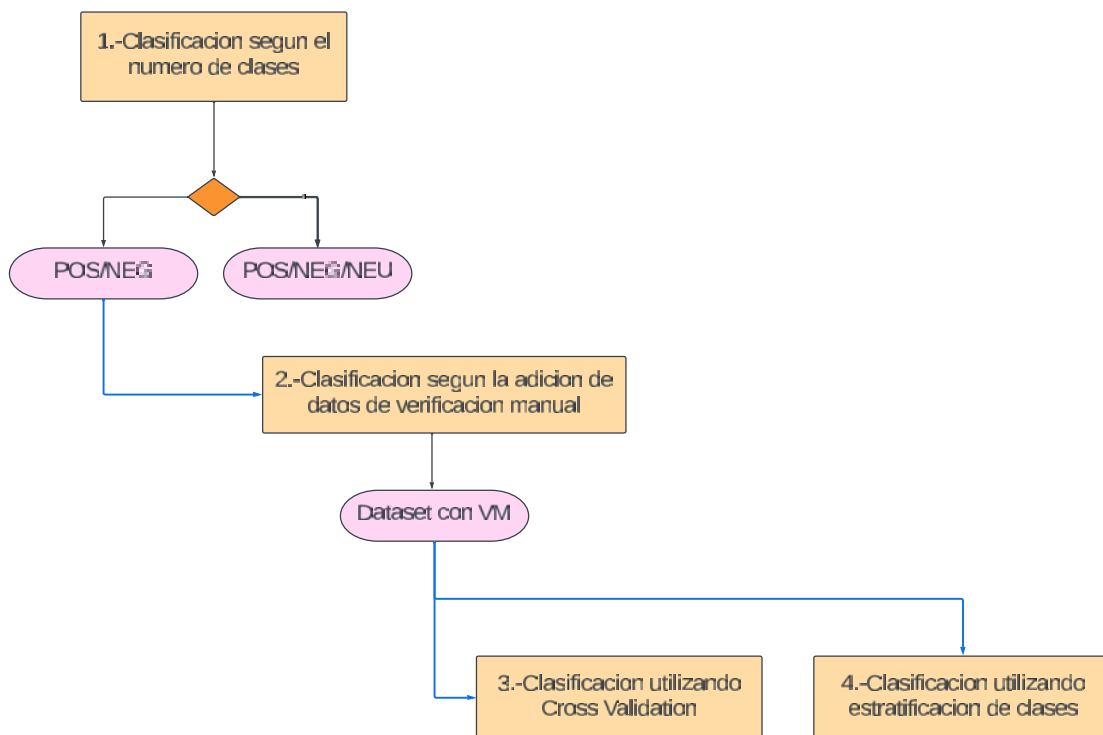 1.-Clasificacion segun el
numero de clases
POS/NEG
POS/NEG/NEU
2.-Clasificacion segun la adicion de
datos de verificacion manual
Dataset con VM
3.-Clasificacion utilizando
Cross Validation
4.-Clasificacion utilizando
estratificacion de clases